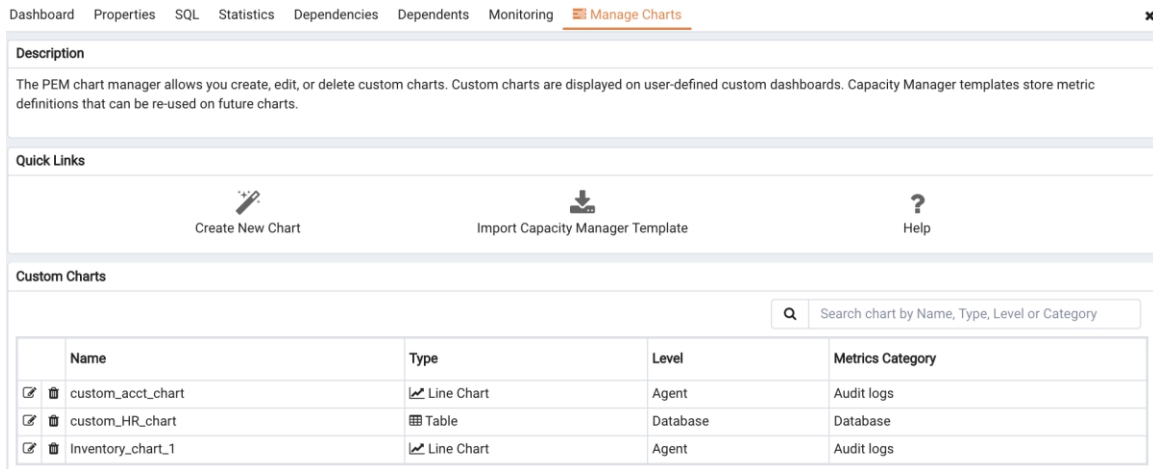 Dashboard Properties SQL Statistics Dependencies Dependents Monitoring Manage Charts
Description
The PEM chart manager allows you create, edit, or delete custom charts. Custom charts are displayed on user-defined custom dashboards. Capacity Manager templates store metric
definitions that can be re-used on future charts.
Quick Links
Create New Chart Import Capacity Manager Template Help
Custom Charts
Search chart by Name, Type, Level or Category
Name Type Level Metrics Category
custom_acct_chart Line Chart Agent Audit logs
custom_HR_chart Table Database Database
Inventory_chart_1 Line Chart Agent Audit logs